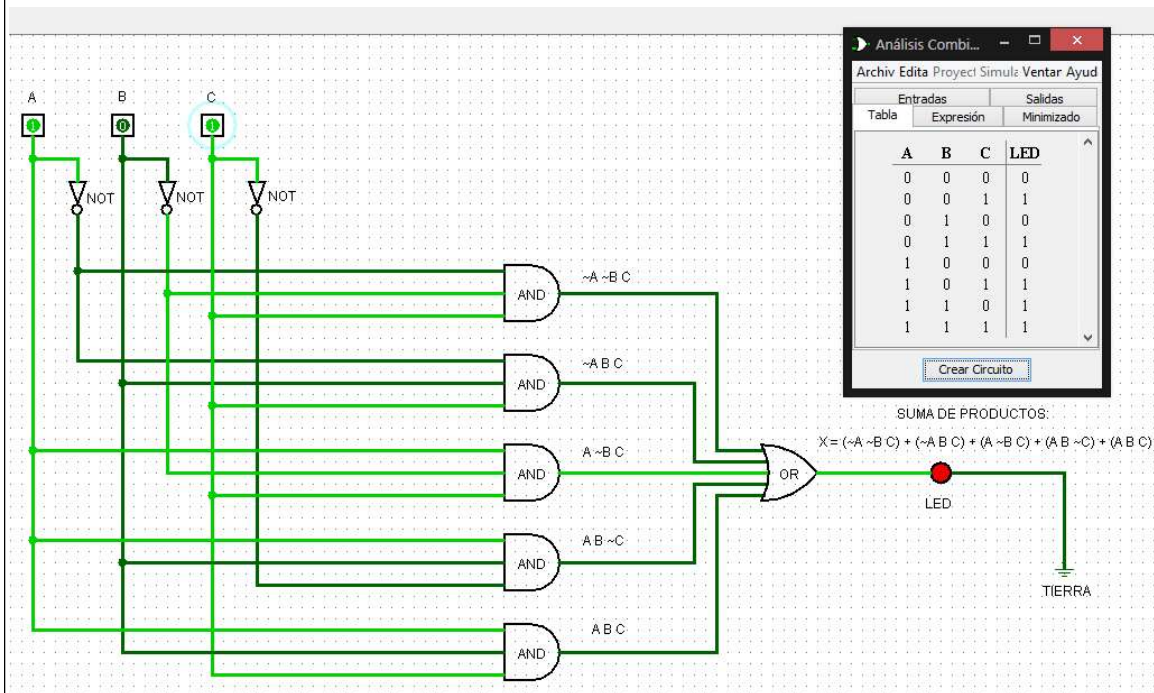 Análisis Combi...
Archiv Edita Proyect Simula Ventar Ayud
Entradas Salidas
Tabla Expresión Minimizado
A B C LED
0 0 0 0
0 0 1 1
0 1 0 0
0 1 1 1
1 0 0 0
1 0 1 1
1 1 0 1
1 1 1 1
Crear Circuito
A B C
1 0 1
NOT NOT NOT
AND ~A ~B C
AND ~A B C
AND A ~B C
AND A B ~C
AND A B C
OR
SUMA DE PRODUCTOS:
X = (~A ~B C) + (~A B C) + (A ~B C) + (A B ~C) + (A B C)
LED
TIERRA